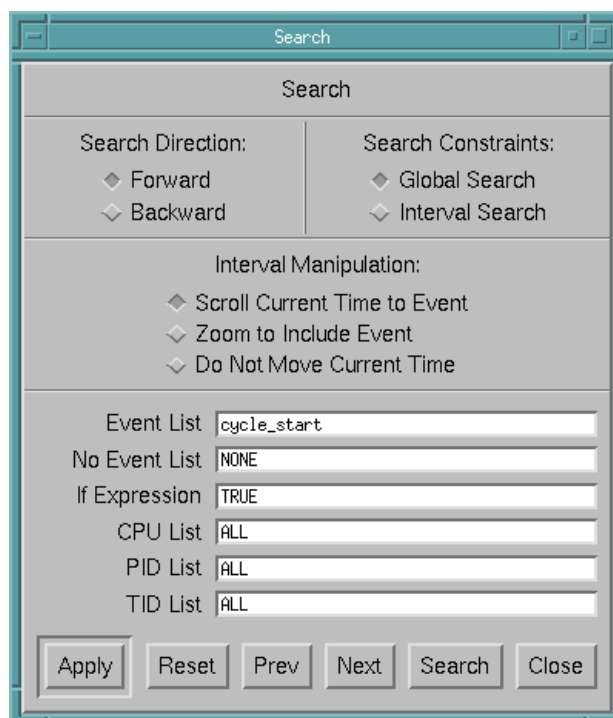 Search
Search
Search Direction:
Forward
Backward
Search Constraints:
Global Search
Interval Search
Interval Manipulation:
Scroll Current Time to Event
Zoom to Include Event
Do Not Move Current Time
Event List cycle_start
No Event List NONE
If Expression TRUE
CPU List ALL
PID List ALL
TID List ALL
Apply Reset Prev Next Search Close